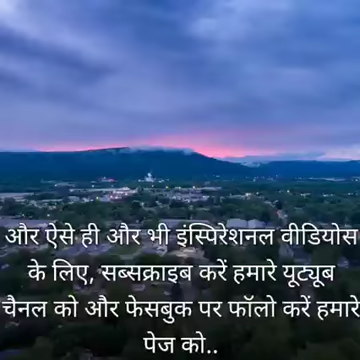 और ऐसे ही और भी इंस्पिरेशनल वीडियोस
के लिए, सब्सक्राइब करें हमारे यूट्यूब
चैनल को और फेसबुक पर फॉलो करें हमारे
पेज को..